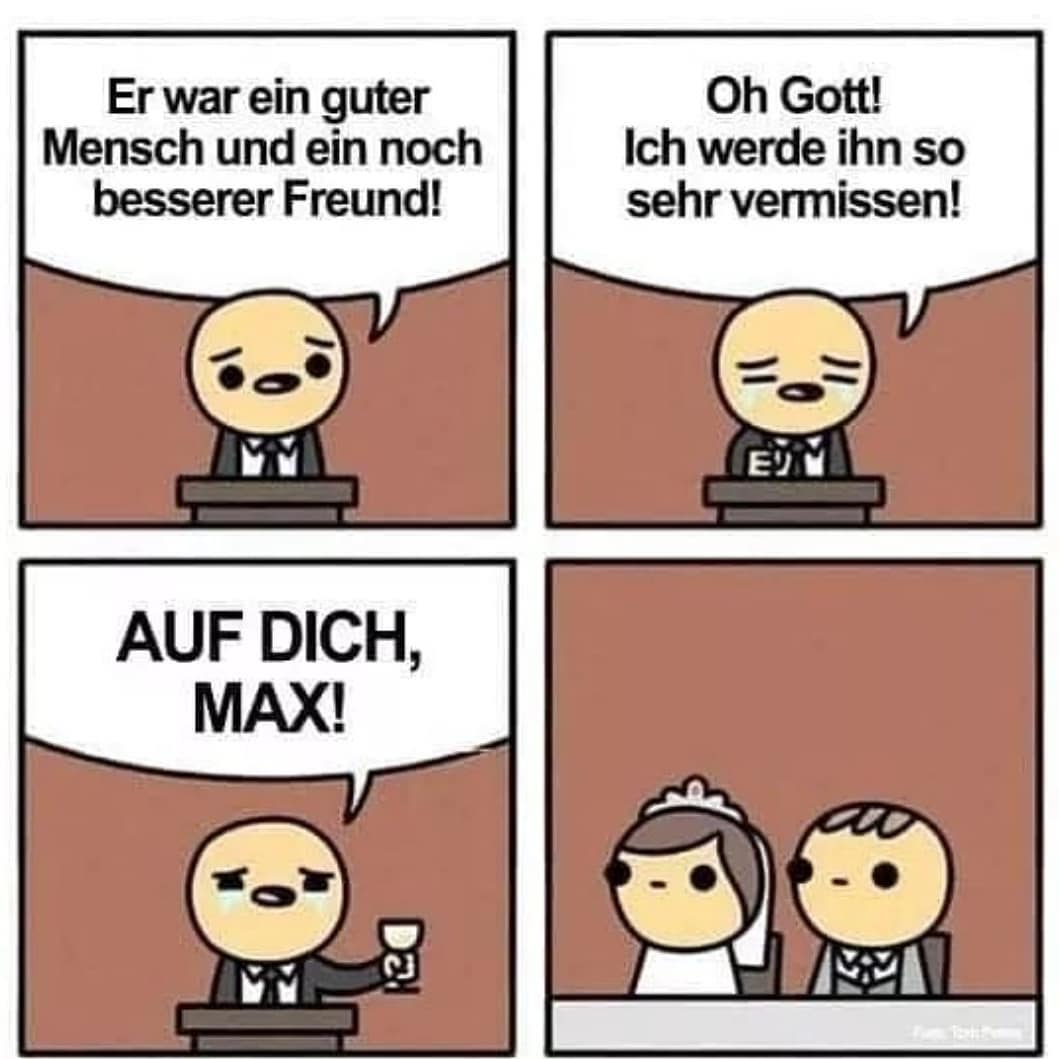 Er war ein guter
Mensch und ein noch
besserer Freund!
Oh Gott!
Ich werde ihn so
sehr vermissen!
AUF DICH,
MAX!